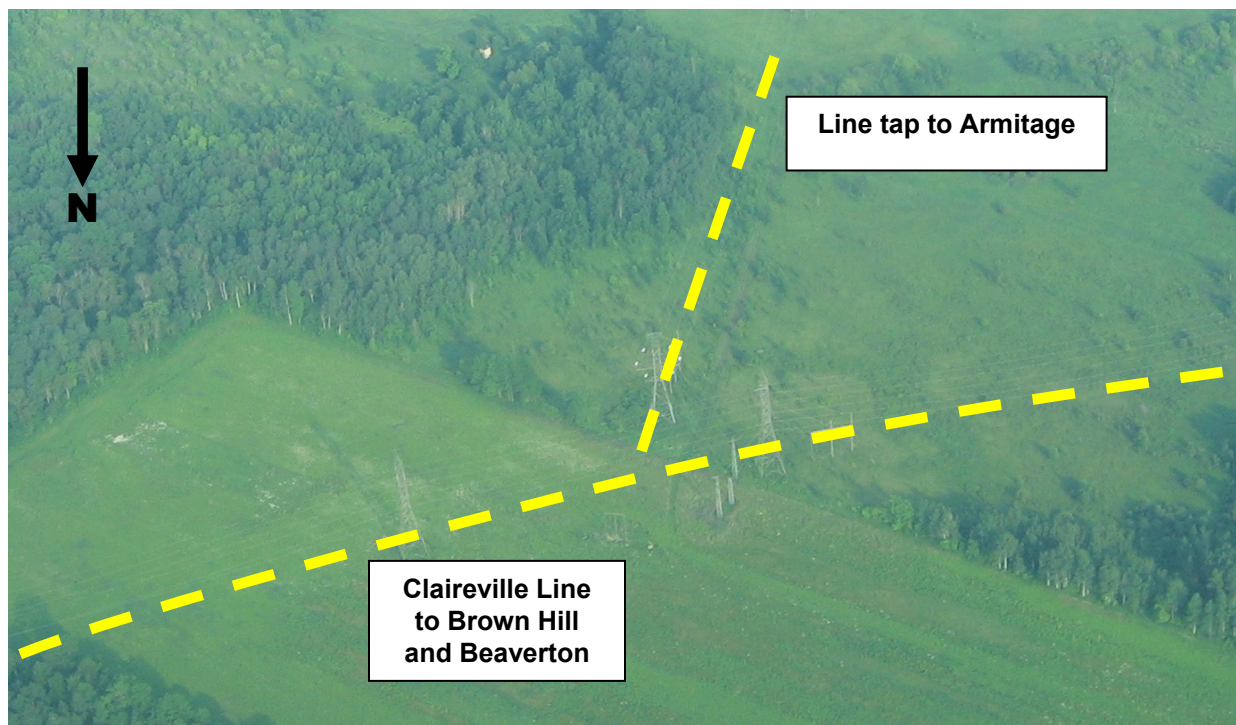 N
Line tap to Armitage
Claireville Line
to Brown Hill
and Beaverton